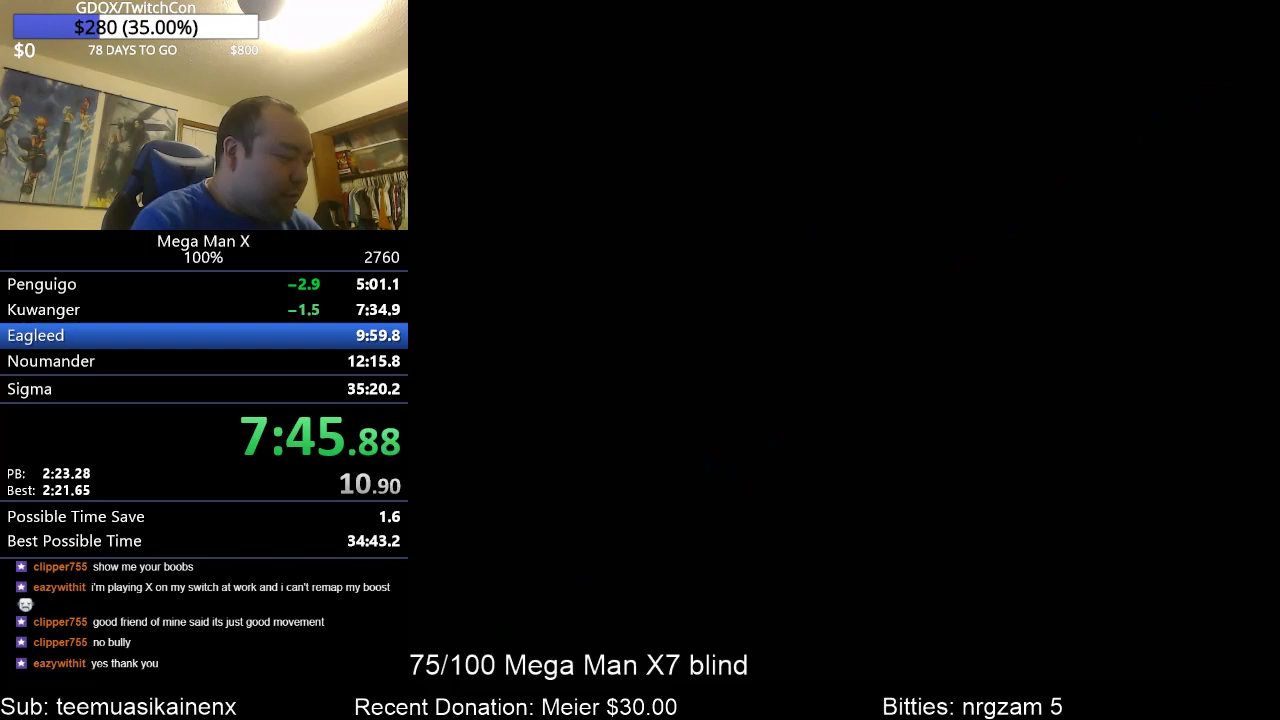 GDOX/TwitchCon
$280 (35.00%)
$0 78 DAYS TO GO $800
Mega Man X
100% 2760
Penguigo −2.9 5:01.1
Kuwanger −1.5 7:34.9
Eagleed 9:59.8
Noumander 12:15.8
Sigma 35:20.2
7:45.88
PB: 2:23.28
Best: 2:21.65
10.90
Possible Time Save 1.6
Best Possible Time 34:43.2
clipper755 show me your boobs
eazywithit i'm playing X on my switch at work and i can't remap my boost
clipper755 good friend of mine said its just good movement
clipper755 no bully
eazywithit yes thank you
75/100 Mega Man X7 blind
Sub: teemuasikainenx Recent Donation: Meier $30.00 Bitties: nrgzam 5